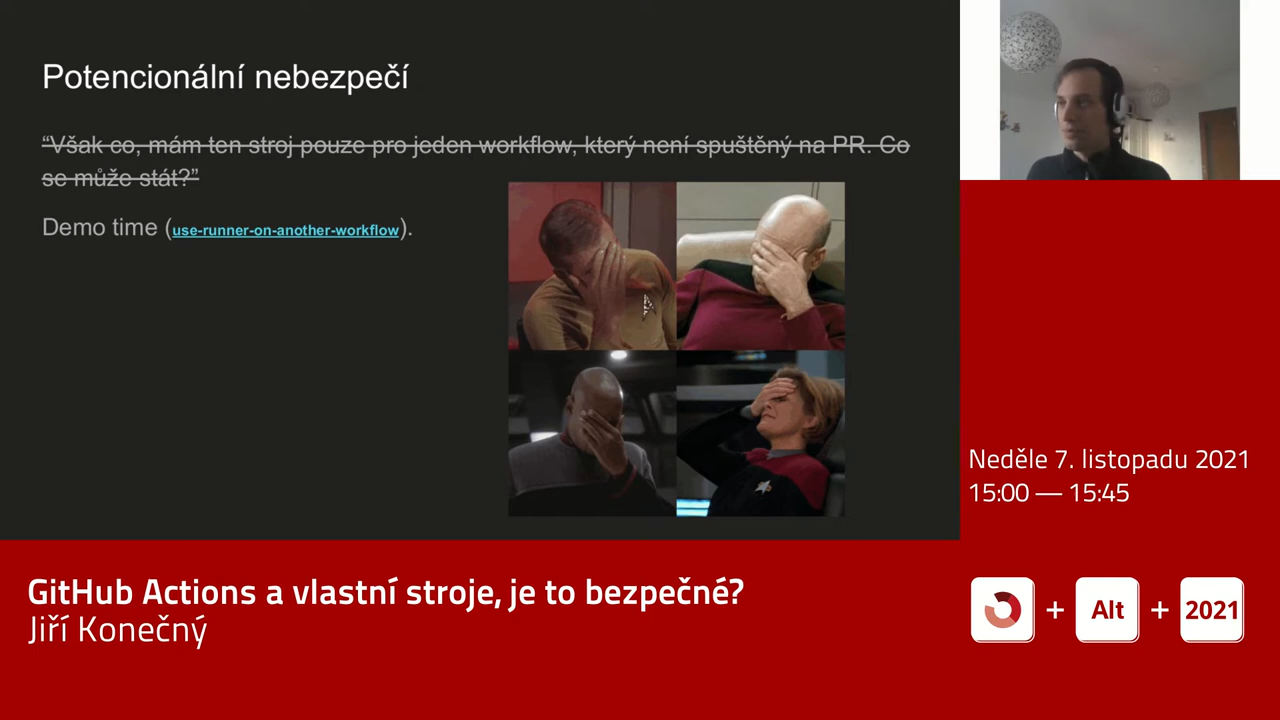 Potencionální nebezpečí
“Však co, mám ten stroj pouze pro jeden workflow, který není spuštěný na PR. Co
se může stát?”
Demo time (use-runner-on-another-workflow).
Neděle 7. listopadu 2021
15:00 — 15:45
GitHub Actions a vlastní stroje, je to bezpečné?
Jiří Konečný
+ Alt + 2021